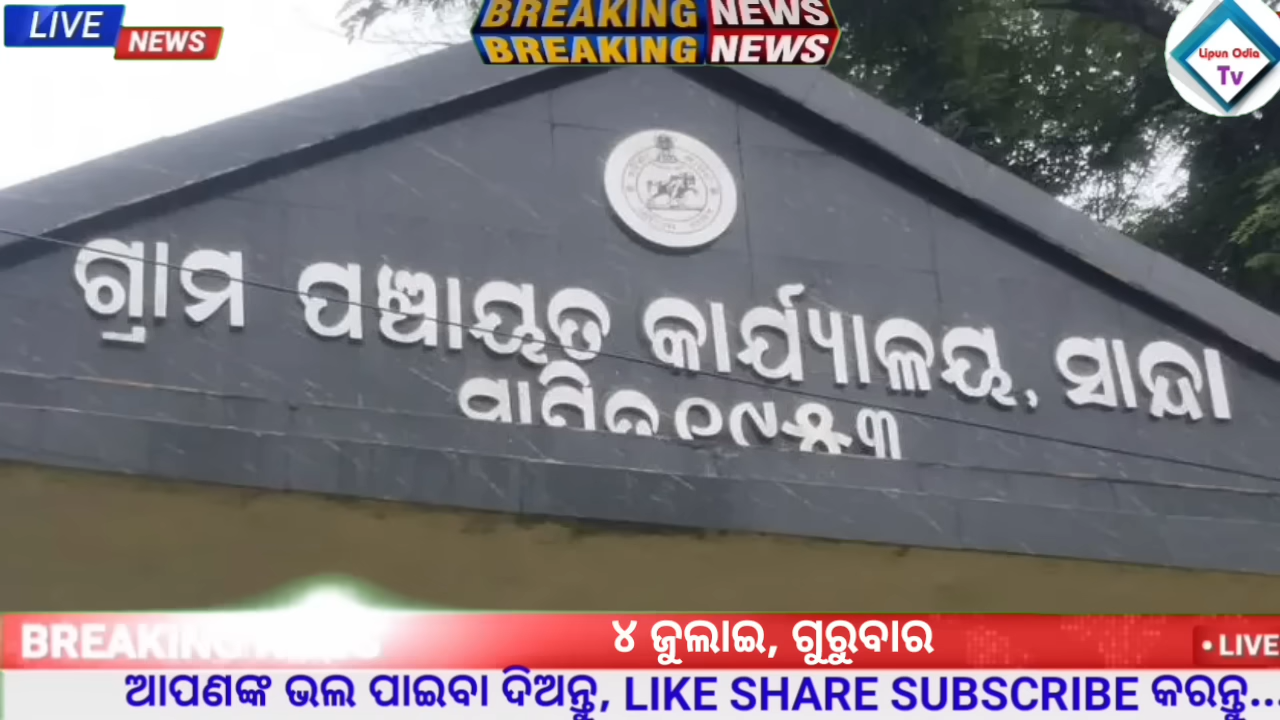 LIVE
NEWS
BREAKING NEWS
BREAKING NEWS
Lipun Odia
Tv
ଗ୍ରାମ ପଞ୍ଚାୟତ କାର୍ଯ୍ୟାଳୟ, ସାନ୍ଧା
ସ୍ଥାପିତ ୧୯୫୩
BREAKING NEWS
୪ ଜୁଲାଇ, ଗୁରୁବାର
• LIVE
ଆପଣଙ୍କ ଭଲ ପାଇବା ଦିଅନ୍ତୁ, LIKE SHARE SUBSCRIBE କରନ୍ତୁ...